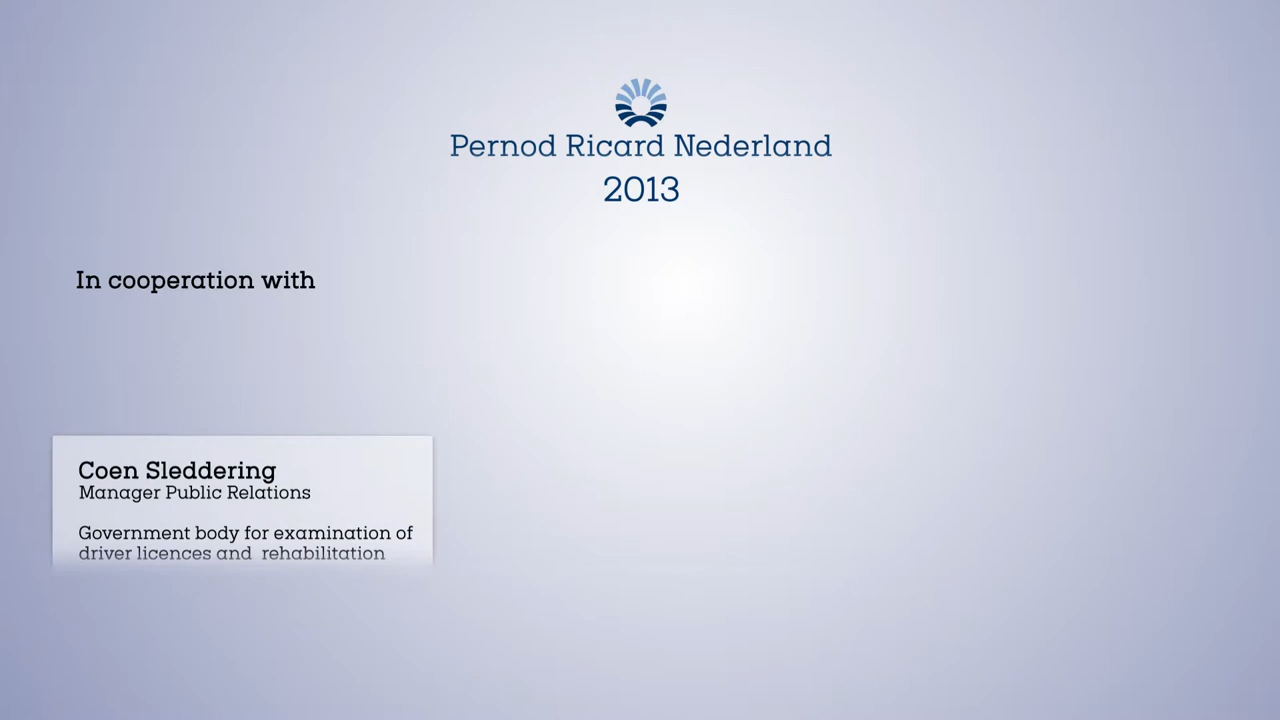 Pernod Ricard Nederland
2013
In cooperation with
Coen Sleddering
Manager Public Relations
Government body for examination of
driver licences and  rehabilitation